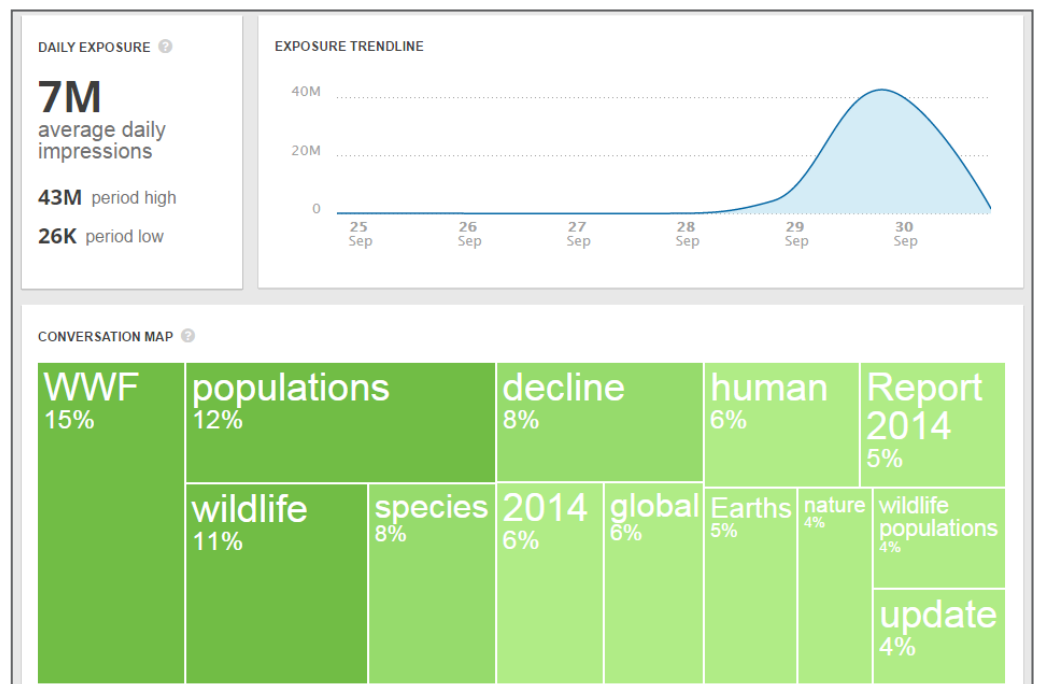 DAILY EXPOSURE ?
7M
average daily
impressions
43M period high
26K period low
EXPOSURE TRENDLINE
40M
20M
0
25 26 27 28 29 30
Sep Sep Sep Sep Sep Sep
CONVERSATION MAP ?
WWF
15%
populations
12%
decline
8%
human
6%
Report
2014
5%
wildlife
11%
species
8%
2014
6%
global
6%
Earths
5%
nature
4%
wildlife
populations
4%
update
4%